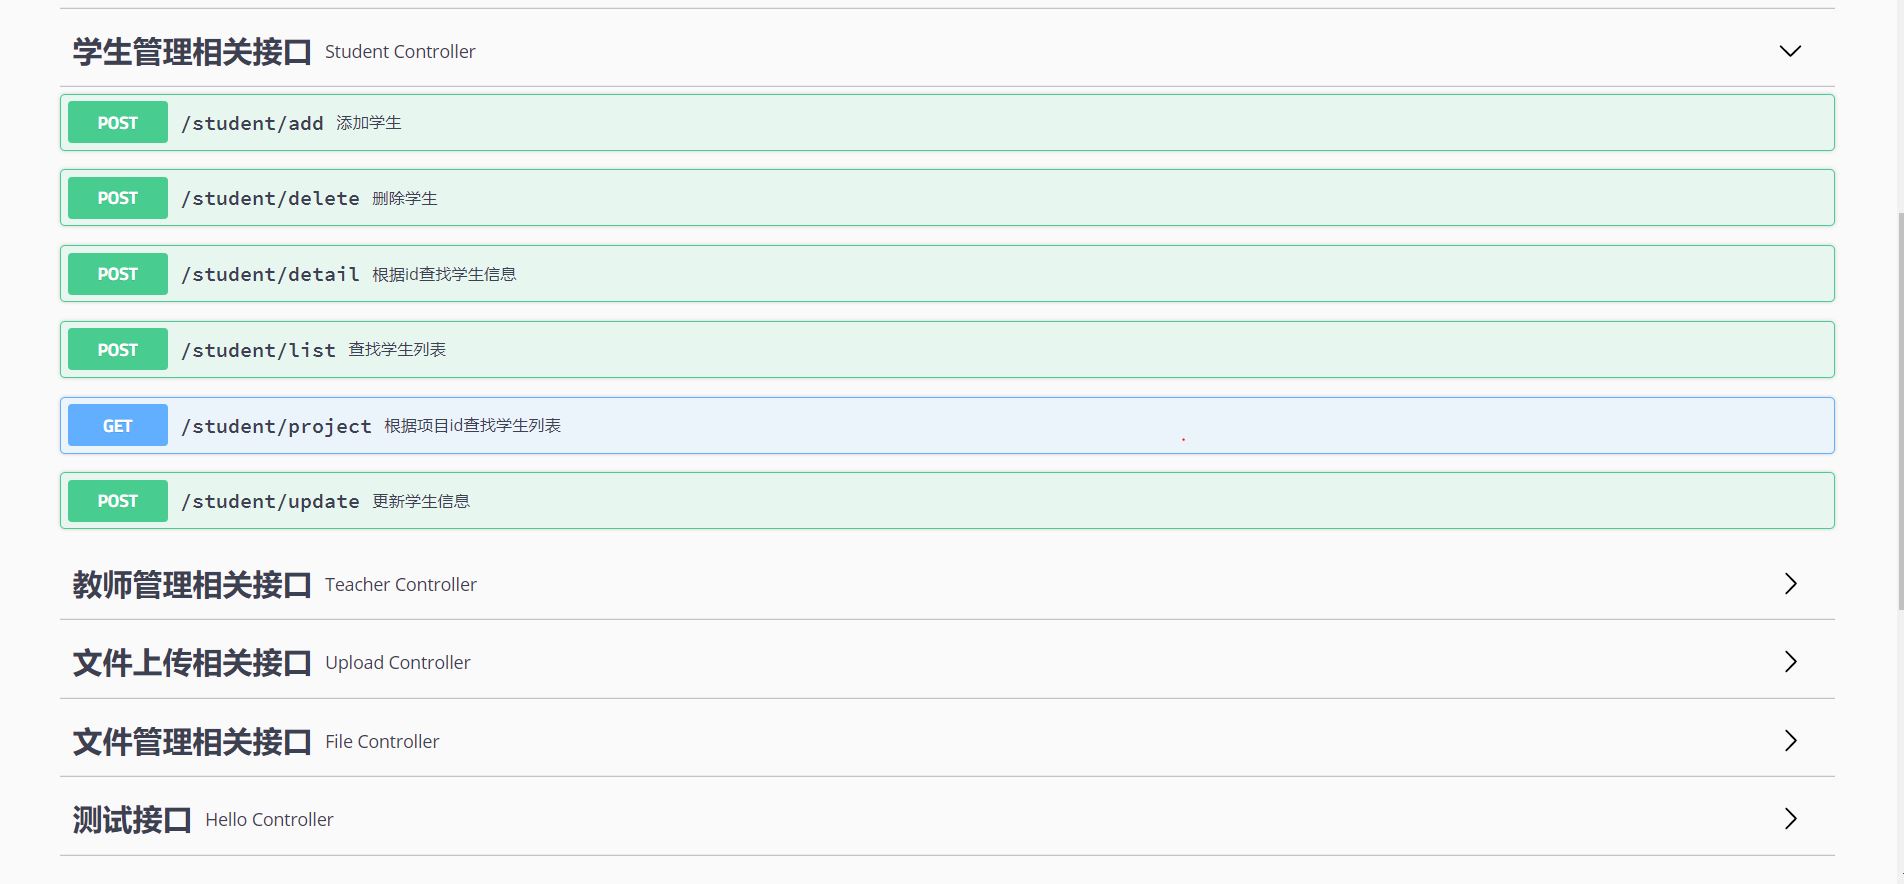 学生管理相关接口 Student Controller
POST /student/add 添加学生
POST /student/delete 删除学生
POST /student/detail 根据id查找学生信息
POST /student/list 查找学生列表
GET /student/project 根据项目id查找学生列表
POST /student/update 更新学生信息
教师管理相关接口 Teacher Controller
文件上传相关接口 Upload Controller
文件管理相关接口 File Controller
测试接口 Hello Controller